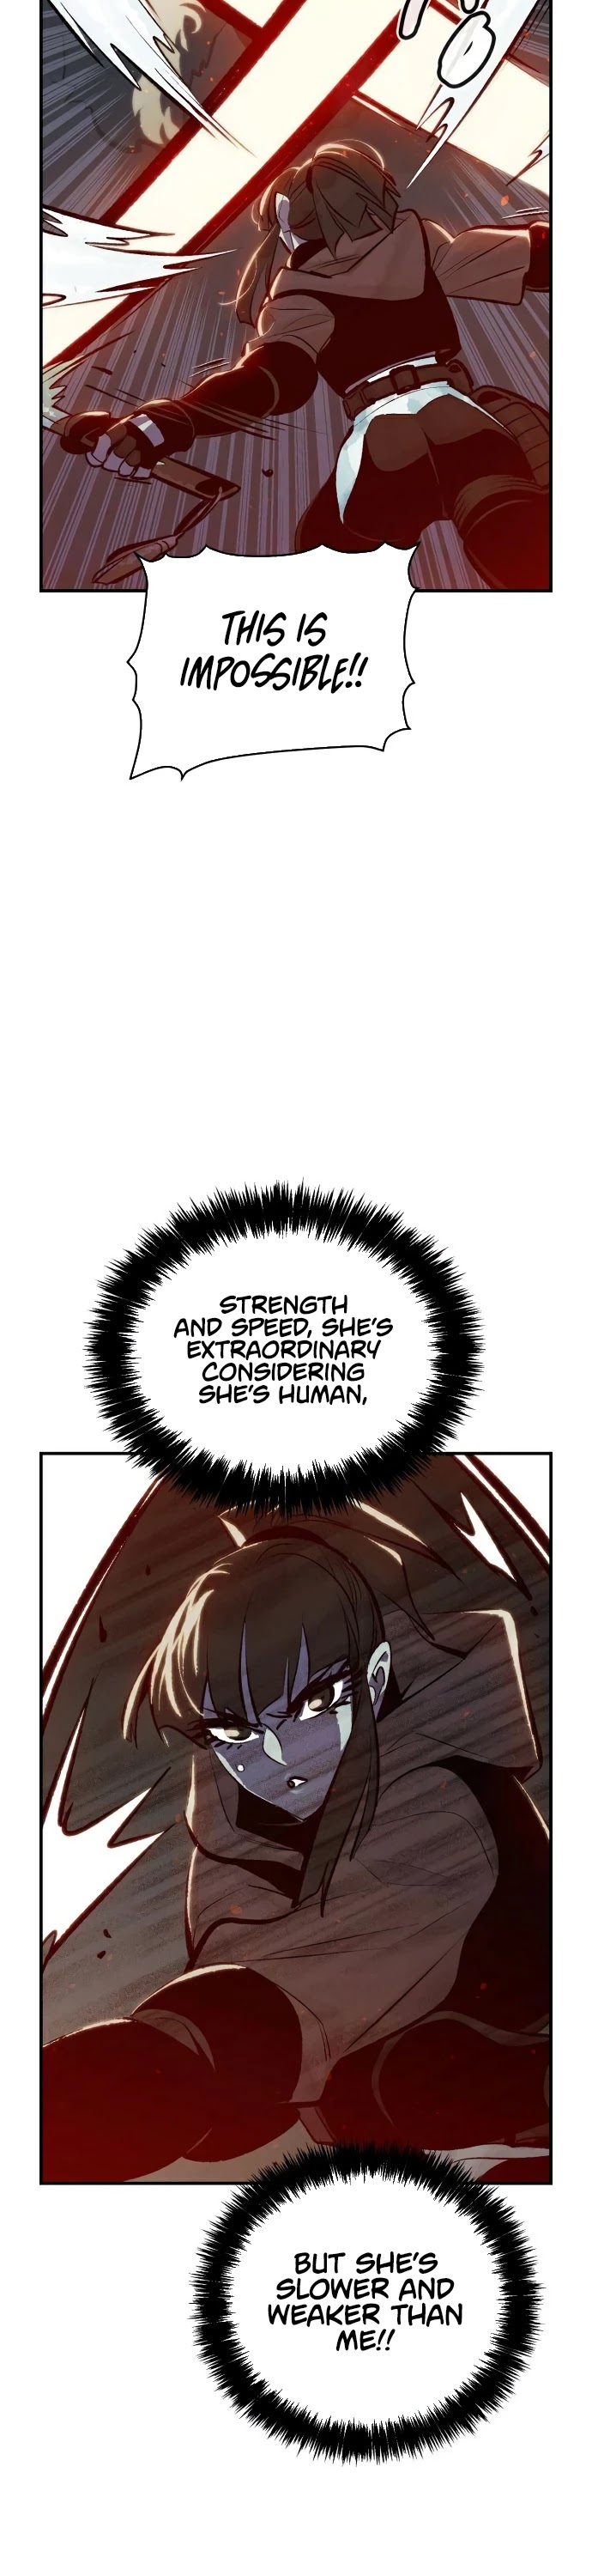 THIS IS
IMPOSSIBLE!!
STRENGTH
AND SPEED, SHE'S
EXTRAORDINARY
CONSIDERING
SHE'S HUMAN,
BUT SHE'S
SLOWER AND
WEAKER THAN
ME!!